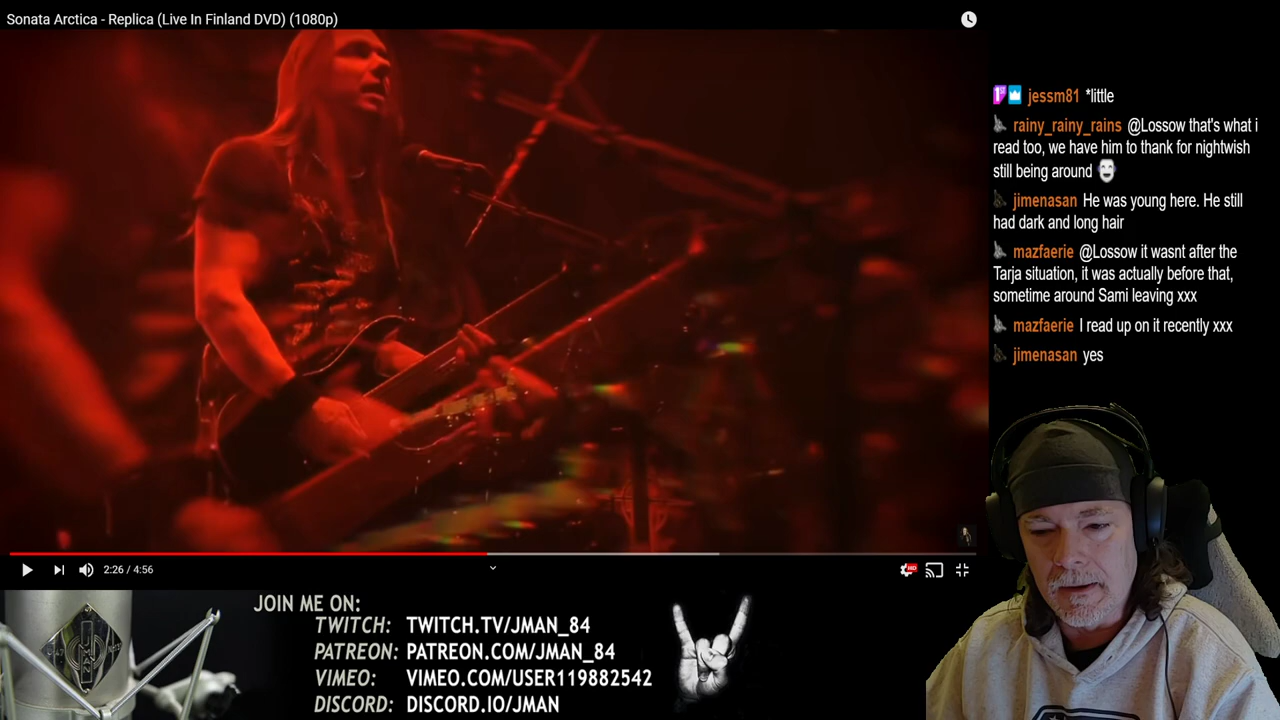 Sonata Arctica - Replica (Live In Finland DVD) (1080p)
jessm81 *little
rainy_rainy_rains @Lossow that's what i
read too, we have him to thank for nightwish
still being around
jimenasan He was young here. He still
had dark and long hair
mazfaerie @Lossow it wasnt after the
Tarja situation, it was actually before that,
sometime around Sami leaving xxx
mazfaerie I read up on it recently xxx
jimenasan yes
2:26 / 4:56
HD
JOIN ME ON:
TWITCH: TWITCH.TV/JMAN_84
PATREON: PATREON.COM/JMAN_84
VIMEO: VIMEO.COM/USER119882542
DISCORD: DISCORD.IO/JMAN
JMAN